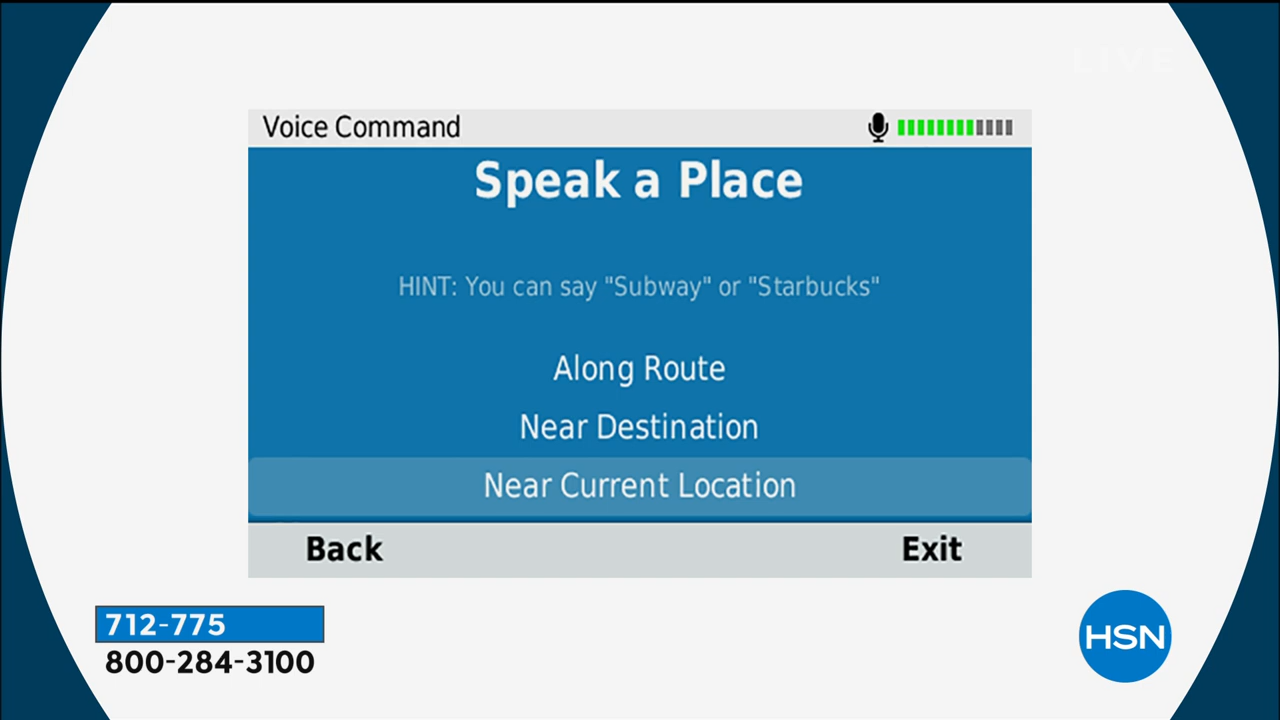 LIVE
Voice Command
Speak a Place
HINT: You can say "Subway" or "Starbucks"
Along Route
Near Destination
Near Current Location
Back Exit
712-775
800-284-3100
HSN